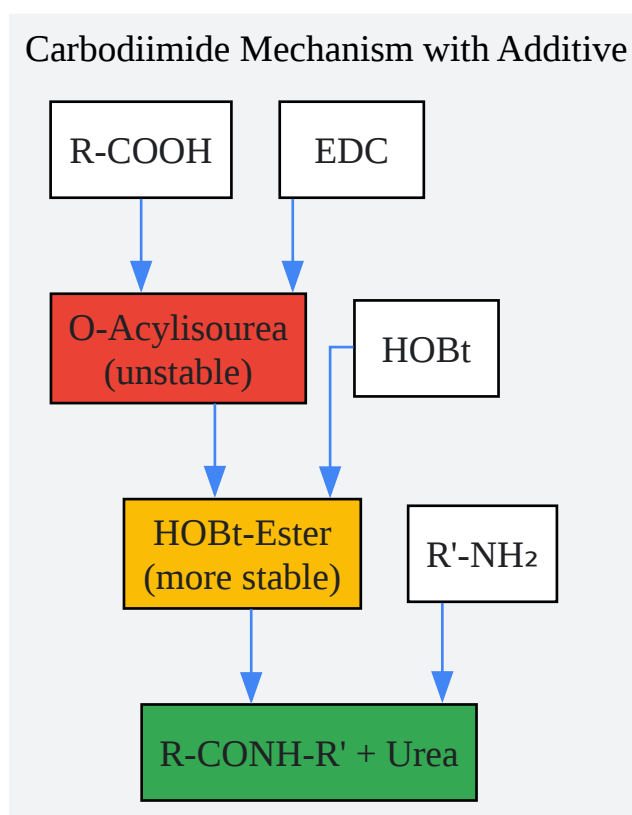 Carbodiimide Mechanism with Additive
R-COOH
EDC
O-Acylisourea
(unstable)
HOBt
HOBt-Ester
(more stable)
R'-NH₂
R-CONH-R' + Urea